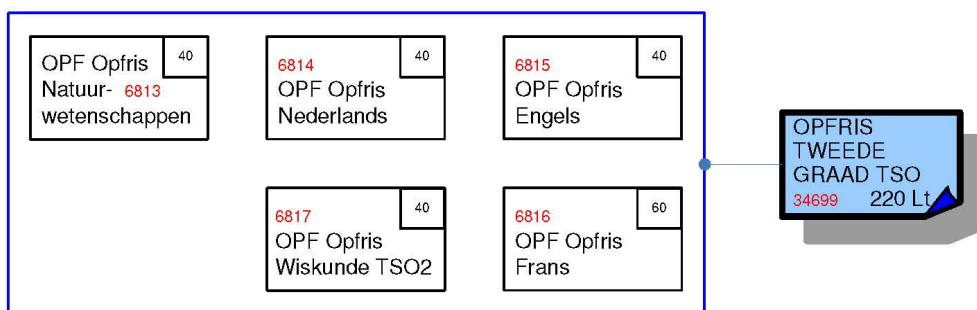 40
OPF Opfris
Natuur- 6813
wetenschappen
40
6814
OPF Opfris
Nederlands
40
6815
OPF Opfris
Engels
40
6817
OPF Opfris
Wiskunde TSO2
60
6816
OPF Opfris
Frans
OPFRIS
TWEEDE
GRAAD TSO
34699 220 Lt